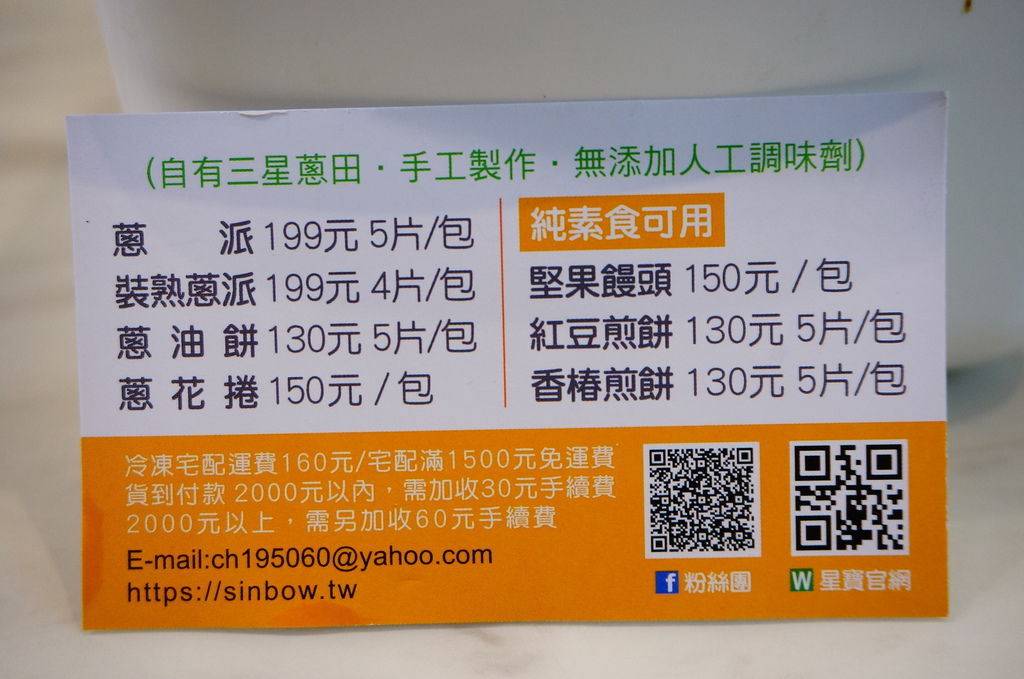 (自有三星蔥田・手工製作・無添加人工調味劑)
蔥派 199元 5片/包
裝熟蔥派 199元 4片/包
蔥油餅 130元 5片/包
蔥花捲 150元 / 包
純素食可用
堅果饅頭 150元 / 包
紅豆煎餅 130元 5片/包
香椿煎餅 130元 5片/包
冷凍宅配運費160元/宅配滿1500元免運費
貨到付款 2000元以內，需加收30元手續費
2000元以上，需另加收60元手續費
E-mail:ch195060@yahoo.com
https://sinbow.tw
f 粉絲團
W 星寶官網